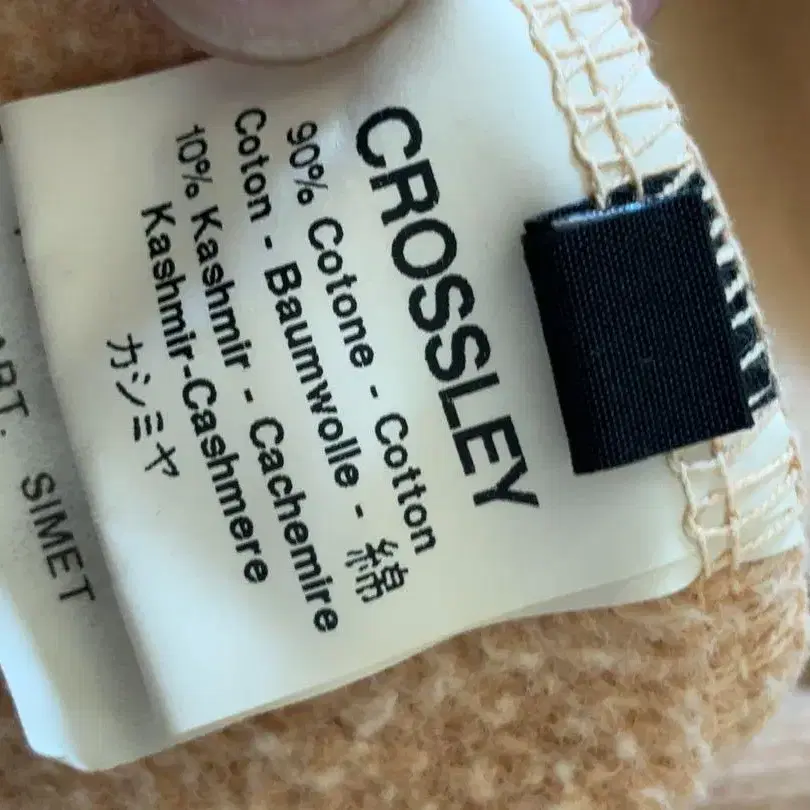 CROSSLEY
90% Cotone - Cotton
Coton - Baumwolle - 綿
10% Kashmir - Cachemire
Kashmir-Cashmere
カシミヤ
ART. SIMET